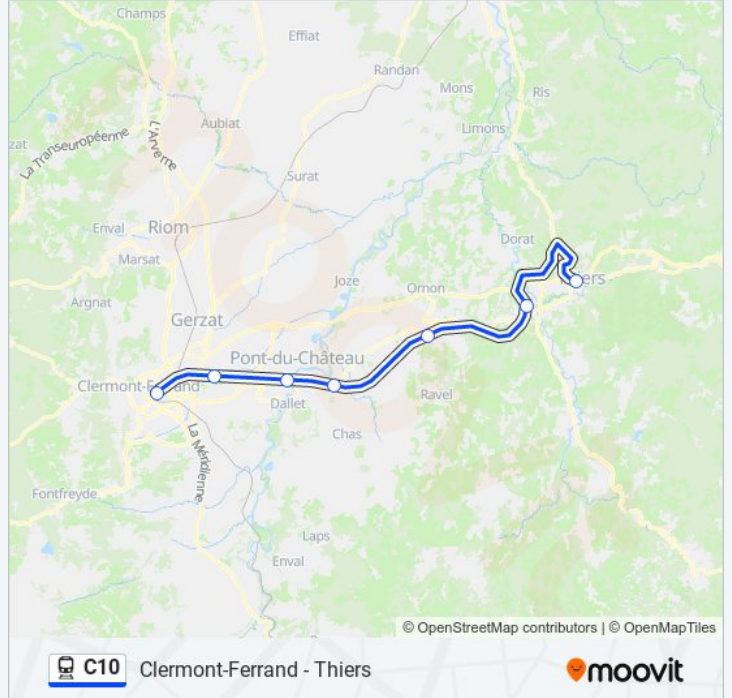 Champs
Effiat
Randan
Mons
Ris
zat
La Transeuropéenne
L'Arverne
Aubiat
Limons
Surat
Enval
Riom
Dorat
Marsat
Joze
Ornon
Argnat
Gerzat
Pont-du-Château
Clermont-Ferrand
Dallet
Ravel
La Méridienne
Chas
Fontfreyde
Laps
Enval
© OpenStreetMap contributors | © OpenMapTiles
C10 Clermont-Ferrand - Thiers
moovit